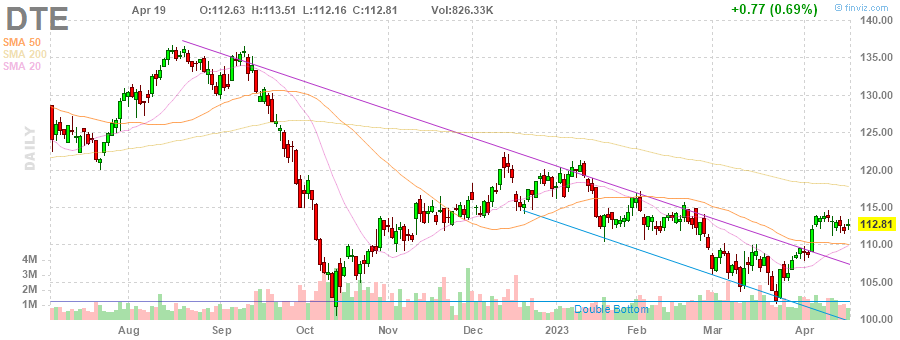 DTE
Apr 19 O:112.63 H:113.51 L:112.16 C:112.81 Vol:826.33K +0.77 (0.69%)
© finviz.com
SMA 50
SMA 200
SMA 20
DAILY
140.00
135.00
130.00
125.00
120.00
115.00
112.81
110.00
105.00
100.00
4M
3M
2M
1M
Double Bottom
Aug Sep Oct Nov Dec 2023 Feb Mar Apr